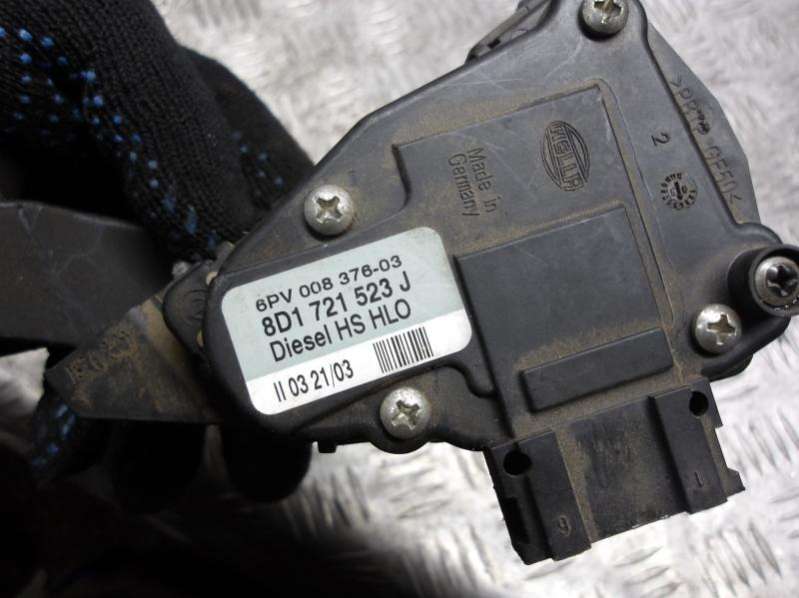 HELLA
Made in
Germany
2
6PV 008 376-03
8D1 721 523 J
Diesel HS HLO
II 03 21/03
6
1